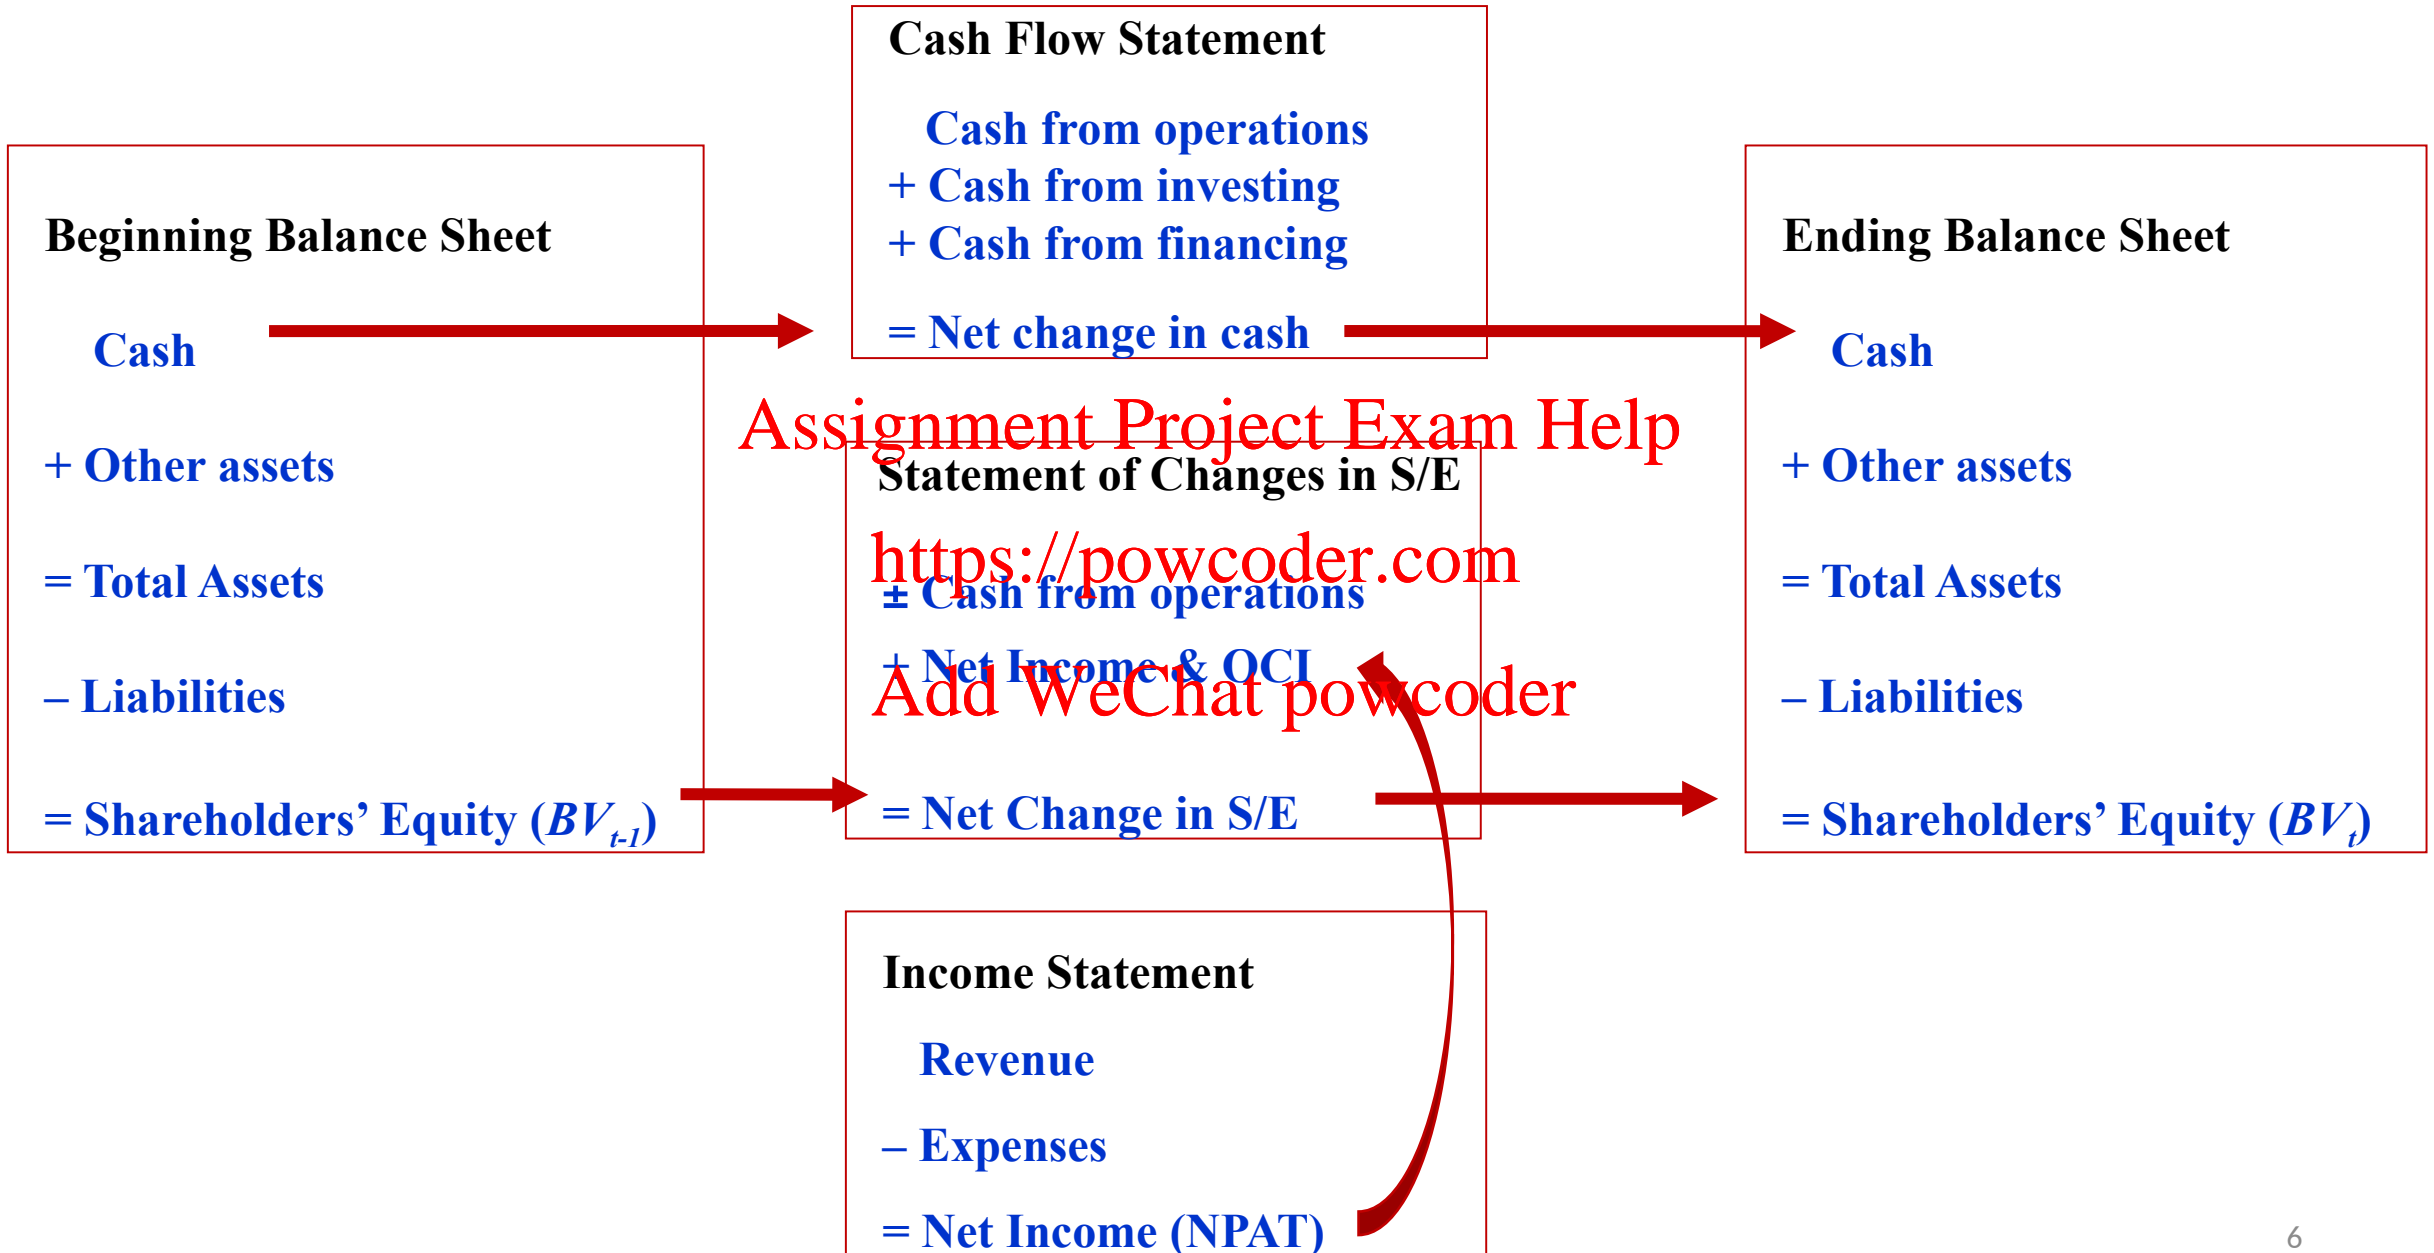 Cash Flow Statement
Cash from operations
+ Cash from investing
+ Cash from financing
= Net change in cash
Beginning Balance Sheet
Cash
+ Other assets
= Total Assets
– Liabilities
= Shareholders’ Equity (BVt-1)
Assignment Project Exam Help
Statement of Changes in S/E
https://powcoder.com
± Cash from operations
+ Net Income & OCI
Add WeChat powcoder
= Net Change in S/E
Income Statement
Revenue
– Expenses
= Net Income (NPAT)
Ending Balance Sheet
Cash
+ Other assets
= Total Assets
– Liabilities
= Shareholders’ Equity (BVt)
6